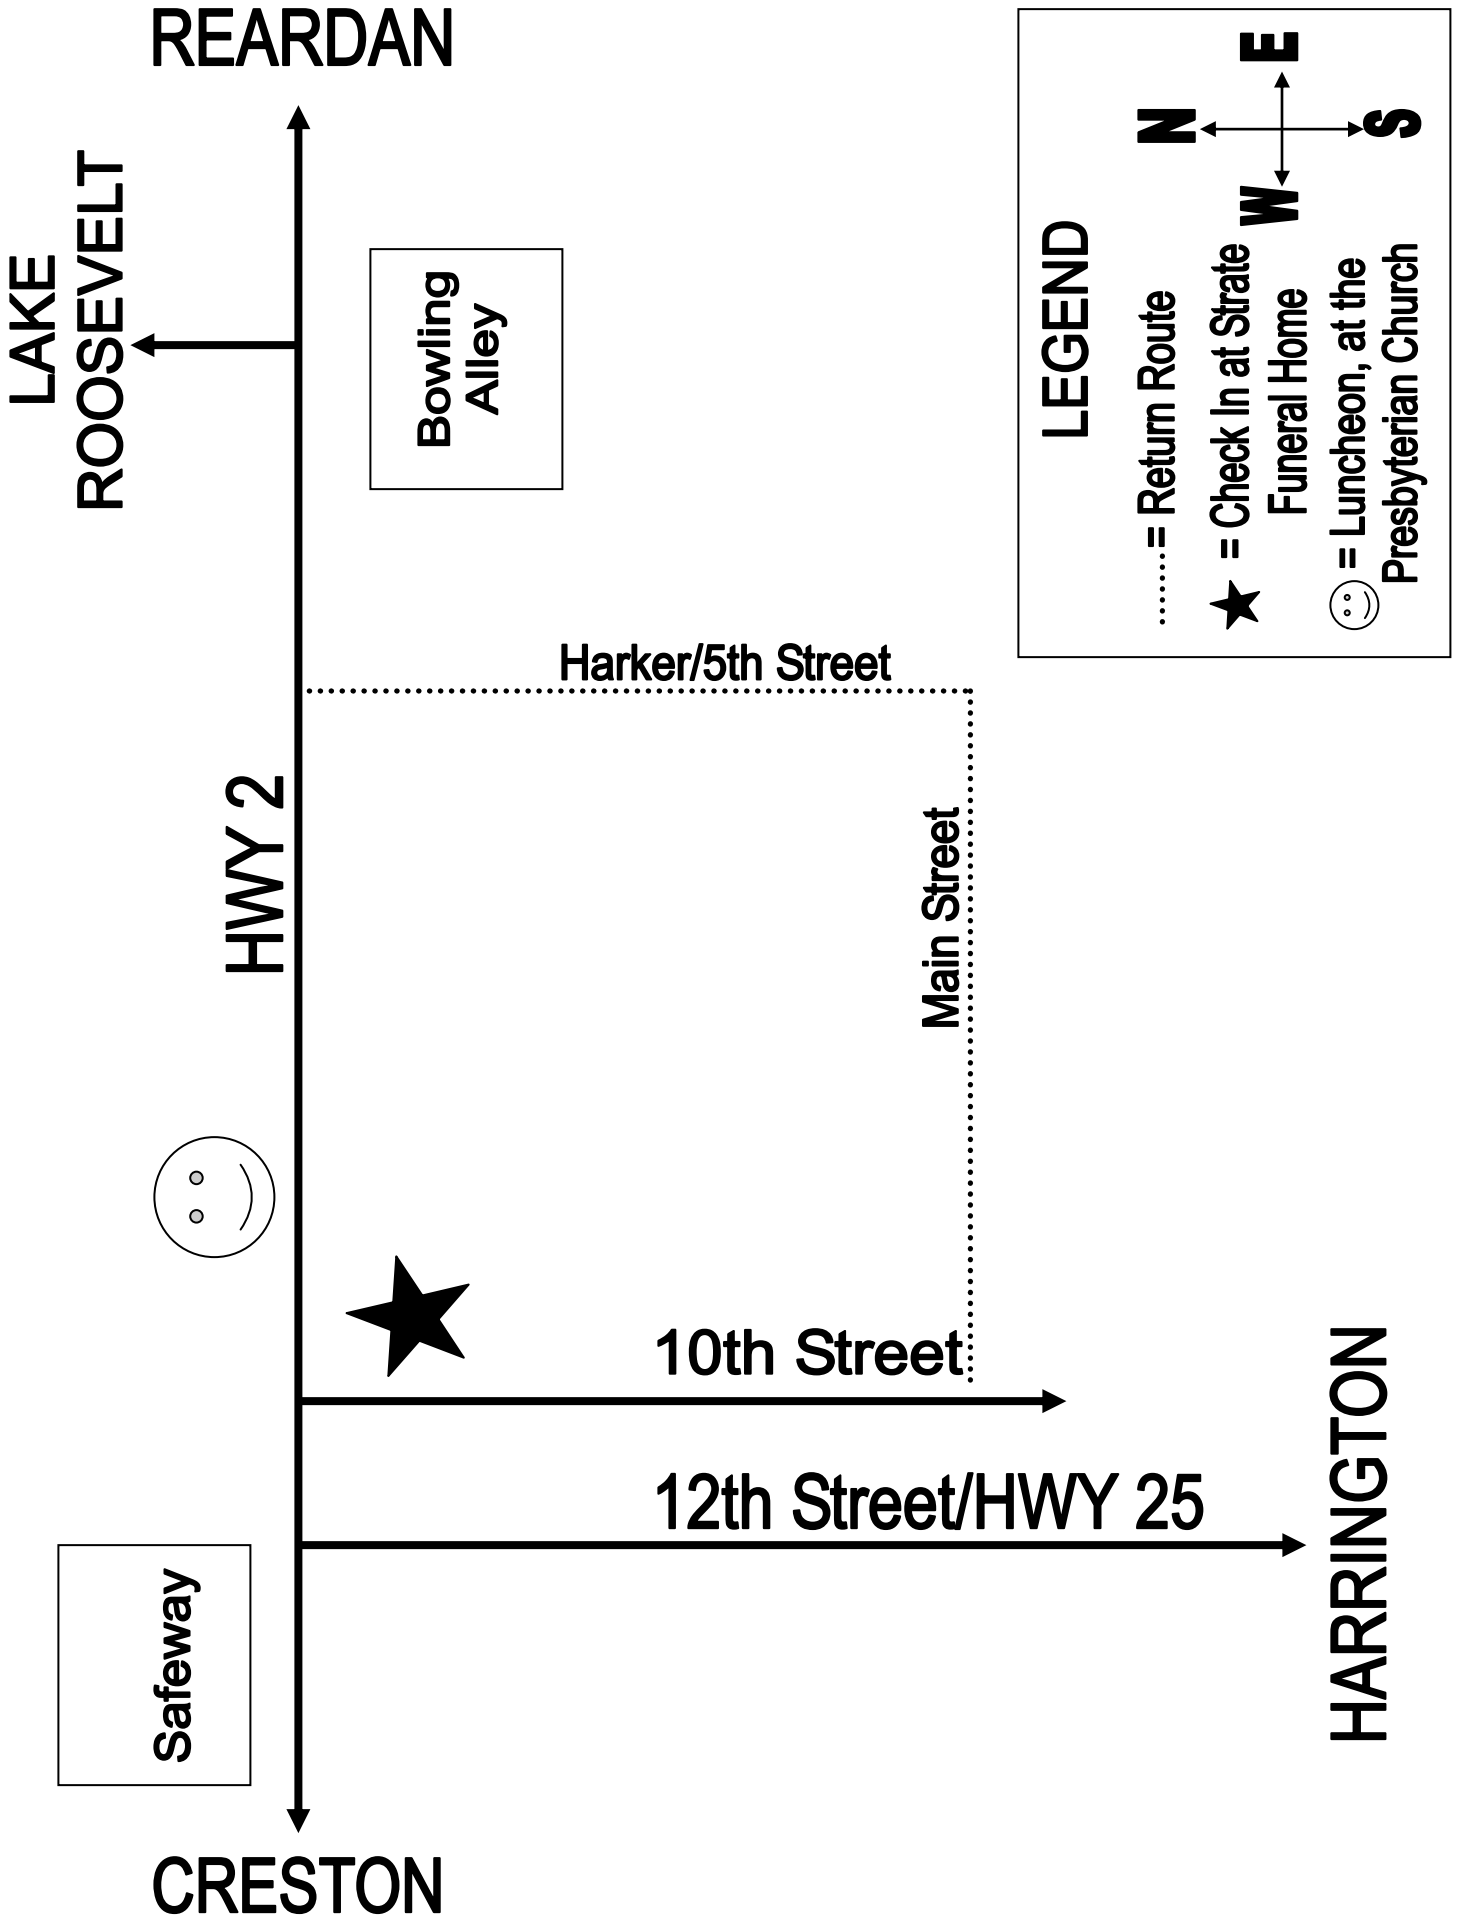 REARDAN
LAKE
ROOSEVELT
Bowling
Alley
HWY 2
Harker/5th Street
Main Street
10th Street
12th Street/HWY 25
Safeway
CRESTON
HARRINGTON
LEGEND
N
E
S
W
= Return Route
= Check In at Strate
Funeral Home
= Luncheon, at the
Presbyterian Church